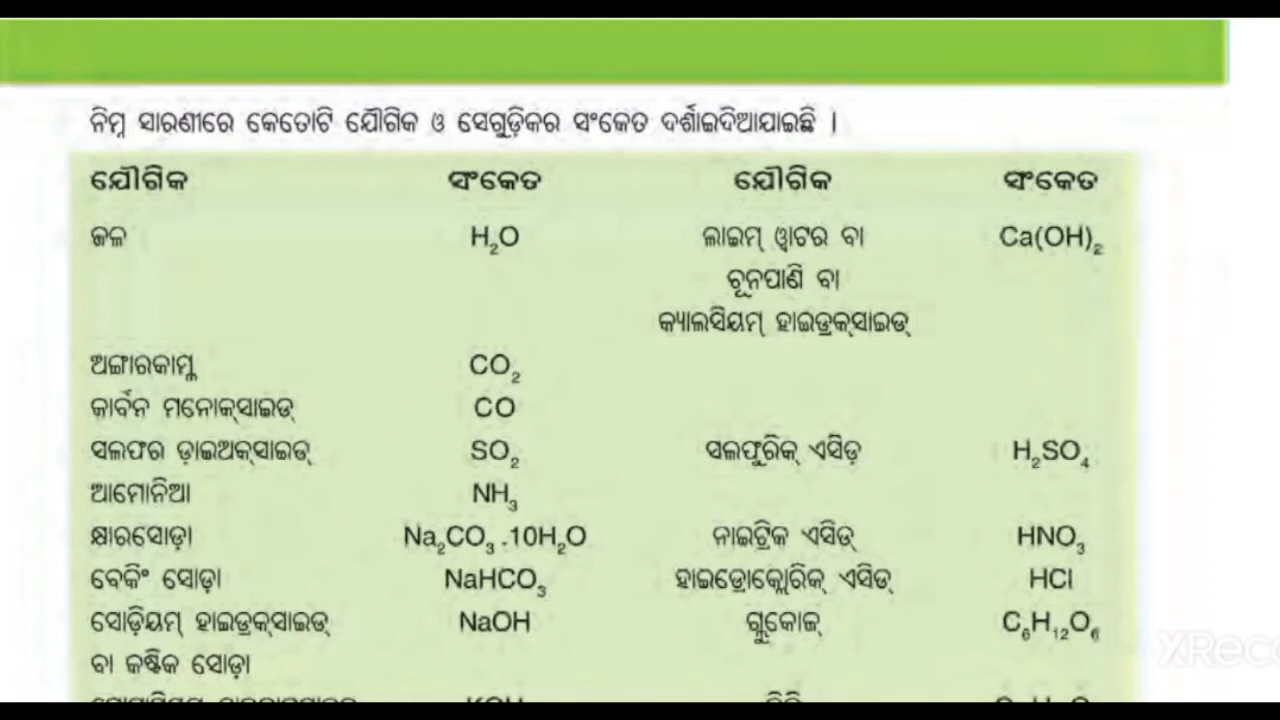 ନିମ୍ନ ସାରଣୀରେ କେତୋଟି ଯୌଗିକ ଓ ସେଗୁଡ଼ିକର ସଂକେତ ଦର୍ଶାଇଦିଆଯାଇଛି ।
ଯୌଗିକ ସଂକେତ ଯୌଗିକ ସଂକେତ
ଜଳ H₂O ଲାଇମ୍ ୱାଟର ବା Ca(OH)₂
ଚୂନପାଣି ବା
କ୍ୟାଲସିୟମ୍ ହାଇଡ୍ରକ୍‌ସାଇଡ୍
ଅଙ୍ଗାରକାମ୍ଳ CO₂
କାର୍ବନ ମନୋକ୍‌ସାଇଡ୍ CO
ସଲଫର ଡ଼ାଇଅକ୍‌ସାଇଡ୍ SO₂ ସଲଫୁରିକ୍ ଏସିଡ଼ H₂SO₄
ଆମୋନିଆ NH₃
କ୍ଷାରସୋଡ଼ା Na₂CO₃ .10H₂O ନାଇଟ୍ରିକ ଏସିଡ୍ HNO₃
ବେକିଂ ସୋଡ଼ା NaHCO₃ ହାଇଡ୍ରୋକ୍ଲୋରିକ୍ ଏସିଡ୍ HCl
ସୋଡ଼ିୟମ୍ ହାଇଡ୍ରକ୍‌ସାଇଡ୍ NaOH ଗ୍ଲୁକୋଜ୍ C₆H₁₂O₆
ବା କଷ୍ଟିକ ସୋଡ଼ା